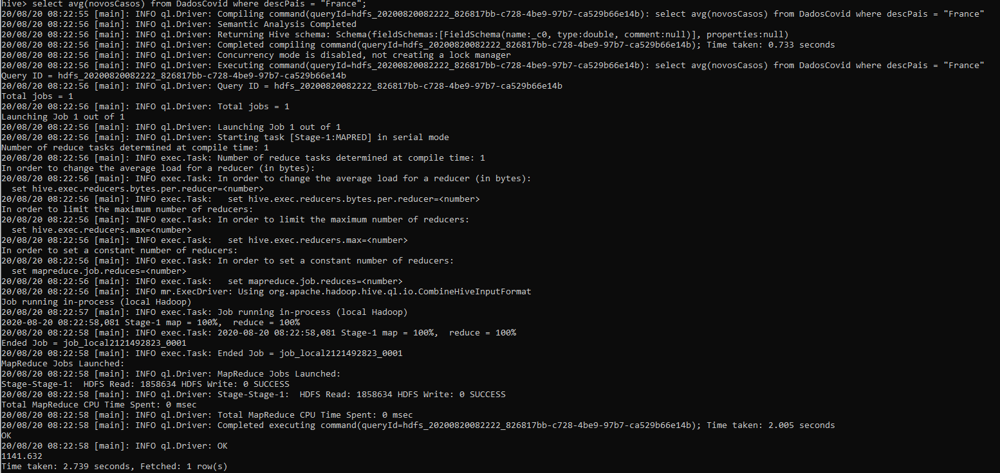 hive> select avg(novosCasos) from DadosCovid where descPais = "France";
20/08/20 08:22:55 [main]: INFO ql.Driver: Compiling command(queryId=hdfs_20200820082222_826817bb-c728-4be9-97b7-ca529b66e14b): select avg(novosCasos) from DadosCovid where descPais = "France"
20/08/20 08:22:56 [main]: INFO ql.Driver: Semantic Analysis Completed
20/08/20 08:22:56 [main]: INFO ql.Driver: Returning Hive schema: Schema(fieldSchemas:[FieldSchema(name:_c0, type:double, comment:null)], properties:null)
20/08/20 08:22:56 [main]: INFO ql.Driver: Completed compiling command(queryId=hdfs_20200820082222_826817bb-c728-4be9-97b7-ca529b66e14b); Time taken: 0.733 seconds
20/08/20 08:22:56 [main]: INFO ql.Driver: Concurrency mode is disabled, not creating a lock manager
20/08/20 08:22:56 [main]: INFO ql.Driver: Executing command(queryId=hdfs_20200820082222_826817bb-c728-4be9-97b7-ca529b66e14b): select avg(novosCasos) from DadosCovid where descPais = "France"
Query ID = hdfs_20200820082222_826817bb-c728-4be9-97b7-ca529b66e14b
20/08/20 08:22:56 [main]: INFO ql.Driver: Query ID = hdfs_20200820082222_826817bb-c728-4be9-97b7-ca529b66e14b
Total jobs = 1
20/08/20 08:22:56 [main]: INFO ql.Driver: Total jobs = 1
Launching Job 1 out of 1
20/08/20 08:22:56 [main]: INFO ql.Driver: Launching Job 1 out of 1
20/08/20 08:22:56 [main]: INFO ql.Driver: Starting task [Stage-1:MAPRED] in serial mode
Number of reduce tasks determined at compile time: 1
20/08/20 08:22:56 [main]: INFO exec.Task: Number of reduce tasks determined at compile time: 1
In order to change the average load for a reducer (in bytes):
20/08/20 08:22:56 [main]: INFO exec.Task: In order to change the average load for a reducer (in bytes):
  set hive.exec.reducers.bytes.per.reducer=<number>
20/08/20 08:22:56 [main]: INFO exec.Task:   set hive.exec.reducers.bytes.per.reducer=<number>
In order to limit the maximum number of reducers:
20/08/20 08:22:56 [main]: INFO exec.Task: In order to limit the maximum number of reducers:
  set hive.exec.reducers.max=<number>
20/08/20 08:22:56 [main]: INFO exec.Task:   set hive.exec.reducers.max=<number>
In order to set a constant number of reducers:
20/08/20 08:22:56 [main]: INFO exec.Task: In order to set a constant number of reducers:
  set mapreduce.job.reduces=<number>
20/08/20 08:22:56 [main]: INFO exec.Task:   set mapreduce.job.reduces=<number>
20/08/20 08:22:56 [main]: INFO mr.ExecDriver: Using org.apache.hadoop.hive.ql.io.CombineHiveInputFormat
Job running in-process (local Hadoop)
20/08/20 08:22:57 [main]: INFO exec.Task: Job running in-process (local Hadoop)
2020-08-20 08:22:58,081 Stage-1 map = 100%,  reduce = 100%
20/08/20 08:22:58 [main]: INFO exec.Task: 2020-08-20 08:22:58,081 Stage-1 map = 100%,  reduce = 100%
Ended Job = job_local2121492823_0001
20/08/20 08:22:58 [main]: INFO exec.Task: Ended Job = job_local2121492823_0001
MapReduce Jobs Launched:
20/08/20 08:22:58 [main]: INFO ql.Driver: MapReduce Jobs Launched:
Stage-Stage-1:  HDFS Read: 1858634 HDFS Write: 0 SUCCESS
20/08/20 08:22:58 [main]: INFO ql.Driver: Stage-Stage-1:  HDFS Read: 1858634 HDFS Write: 0 SUCCESS
Total MapReduce CPU Time Spent: 0 msec
20/08/20 08:22:58 [main]: INFO ql.Driver: Total MapReduce CPU Time Spent: 0 msec
20/08/20 08:22:58 [main]: INFO ql.Driver: Completed executing command(queryId=hdfs_20200820082222_826817bb-c728-4be9-97b7-ca529b66e14b); Time taken: 2.005 seconds
OK
20/08/20 08:22:58 [main]: INFO ql.Driver: OK
1141.632
Time taken: 2.739 seconds, Fetched: 1 row(s)